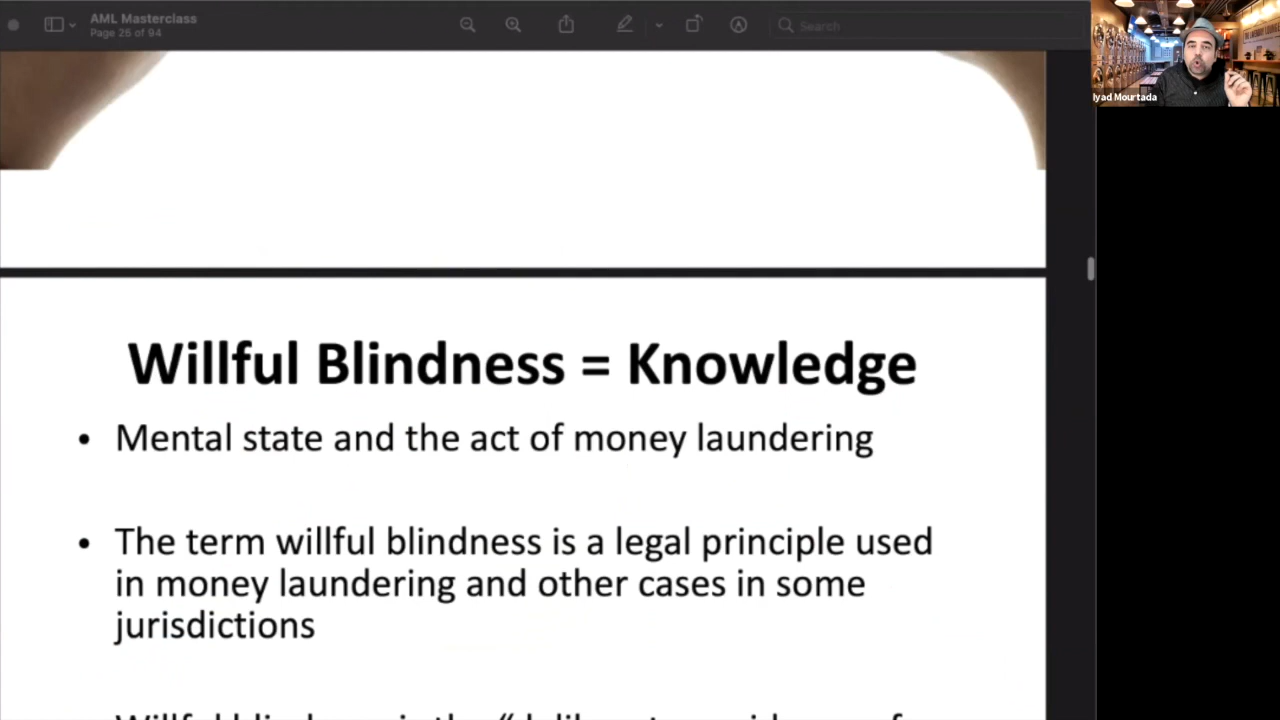 AML Masterclass
Page 25 of 94
Search
Iyad Mourtada
Willful Blindness = Knowledge
• Mental state and the act of money laundering
• The term willful blindness is a legal principle used
in money laundering and other cases in some
jurisdictions